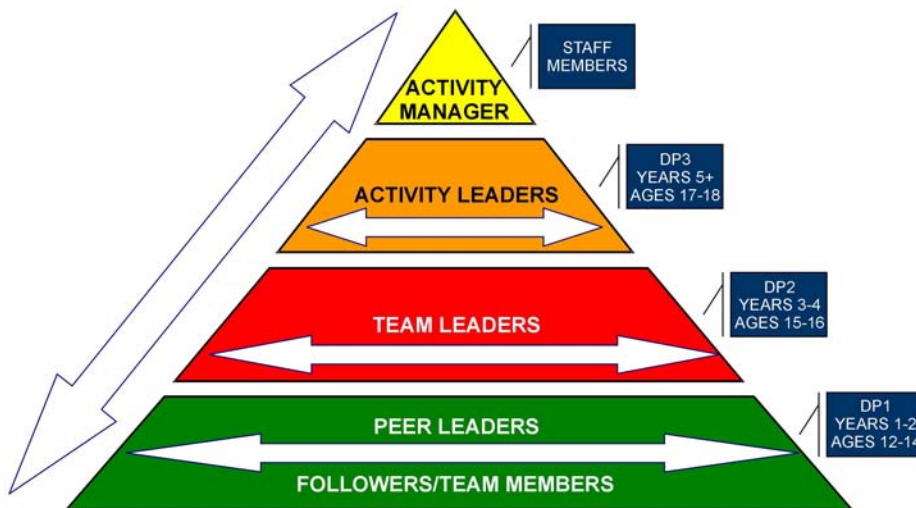 STAFF
MEMBERS
ACTIVITY
MANAGER
DP3
YEARS 5+
AGES 17-18
ACTIVITY LEADERS
DP2
YEARS 3-4
AGES 15-16
TEAM LEADERS
DP1
YEARS 1-2
AGES 12-14
PEER LEADERS
FOLLOWERS/TEAM MEMBERS